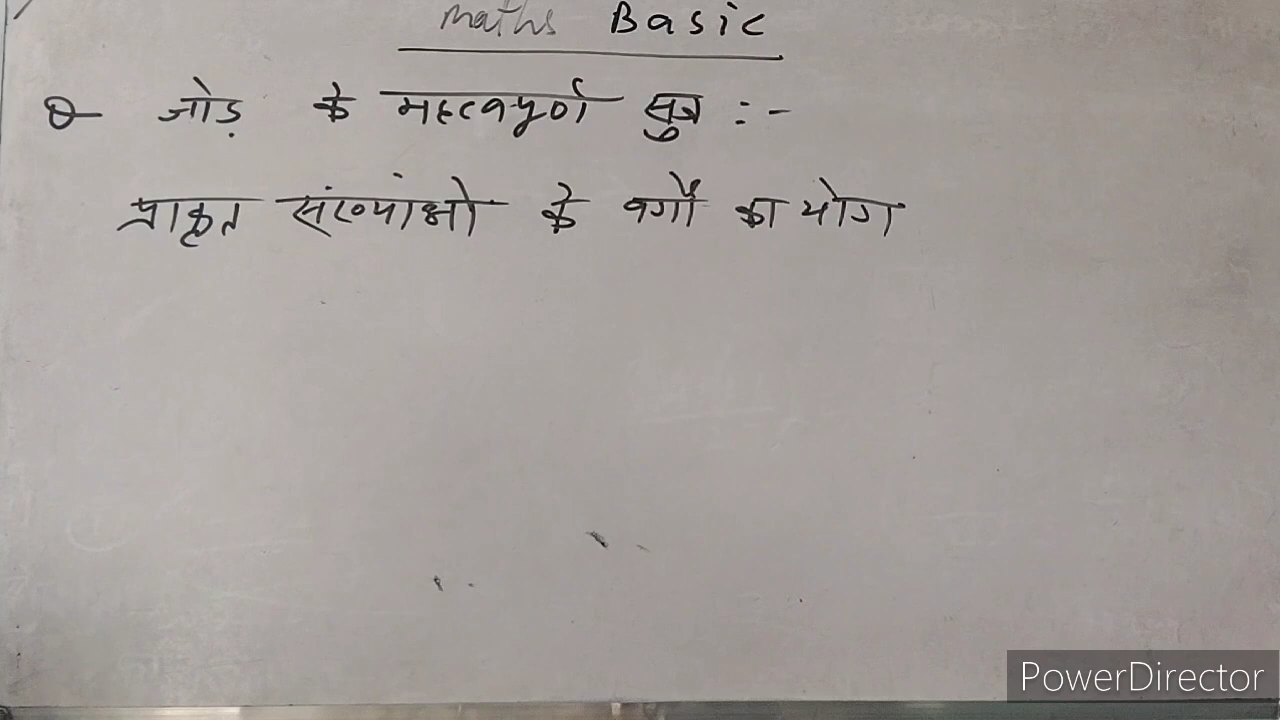 Maths Basic
Q जोड़ के महत्वपूर्ण सूत्र :-
प्राकृत संख्यांओ के वर्गों का योग
PowerDirector